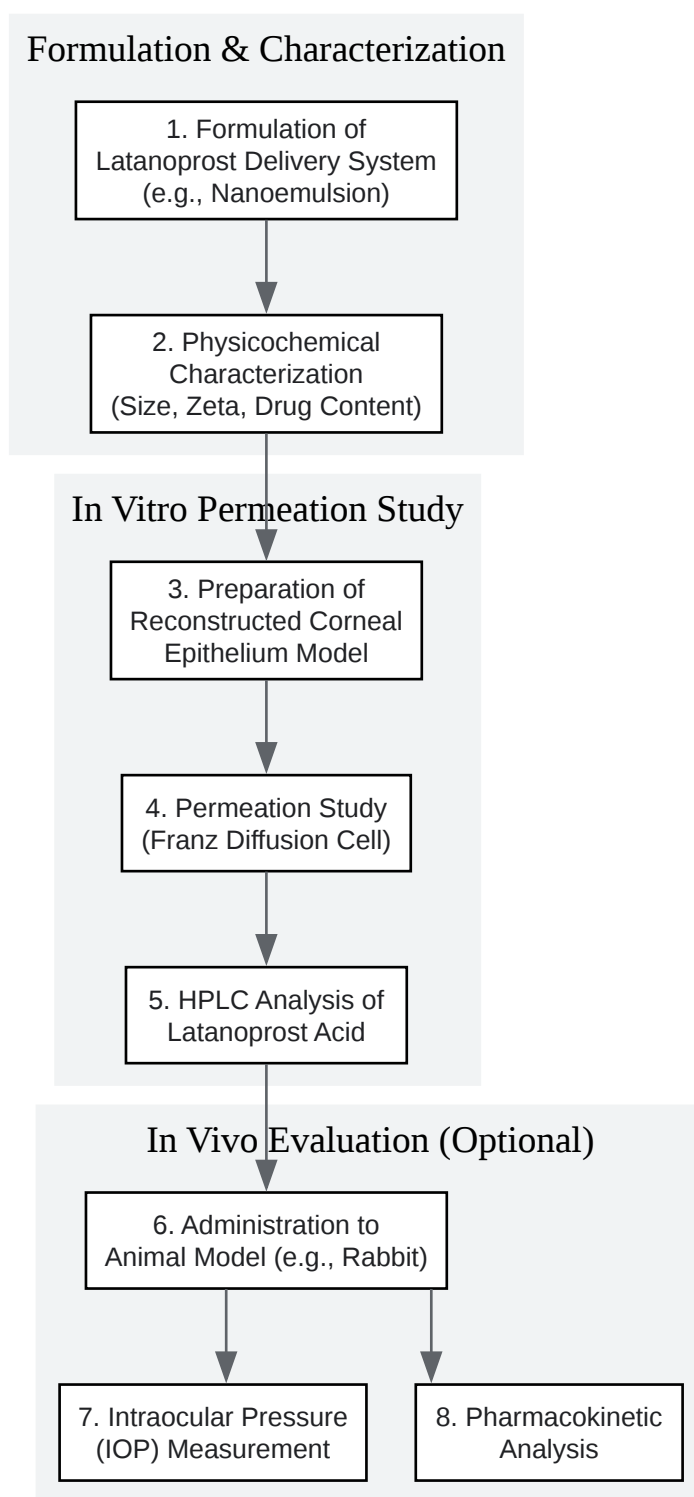 Formulation & Characterization
1. Formulation of
Latanoprost Delivery System
(e.g., Nanoemulsion)
2. Physicochemical
Characterization
(Size, Zeta, Drug Content)
In Vitro Permeation Study
3. Preparation of
Reconstructed Corneal
Epithelium Model
4. Permeation Study
(Franz Diffusion Cell)
5. HPLC Analysis of
Latanoprost Acid
In Vivo Evaluation (Optional)
6. Administration to
Animal Model (e.g., Rabbit)
7. Intraocular Pressure
(IOP) Measurement
8. Pharmacokinetic
Analysis